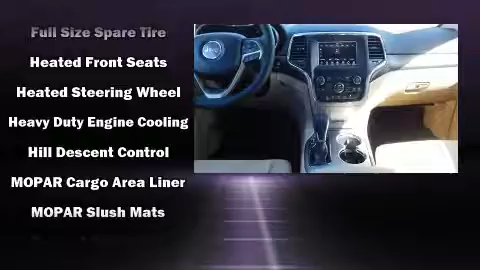 Full Size Spare Tire
Heated Front Seats
Heated Steering Wheel
Heavy Duty Engine Cooling
Hill Descent Control
MOPAR Cargo Area Liner
MOPAR Slush Mats